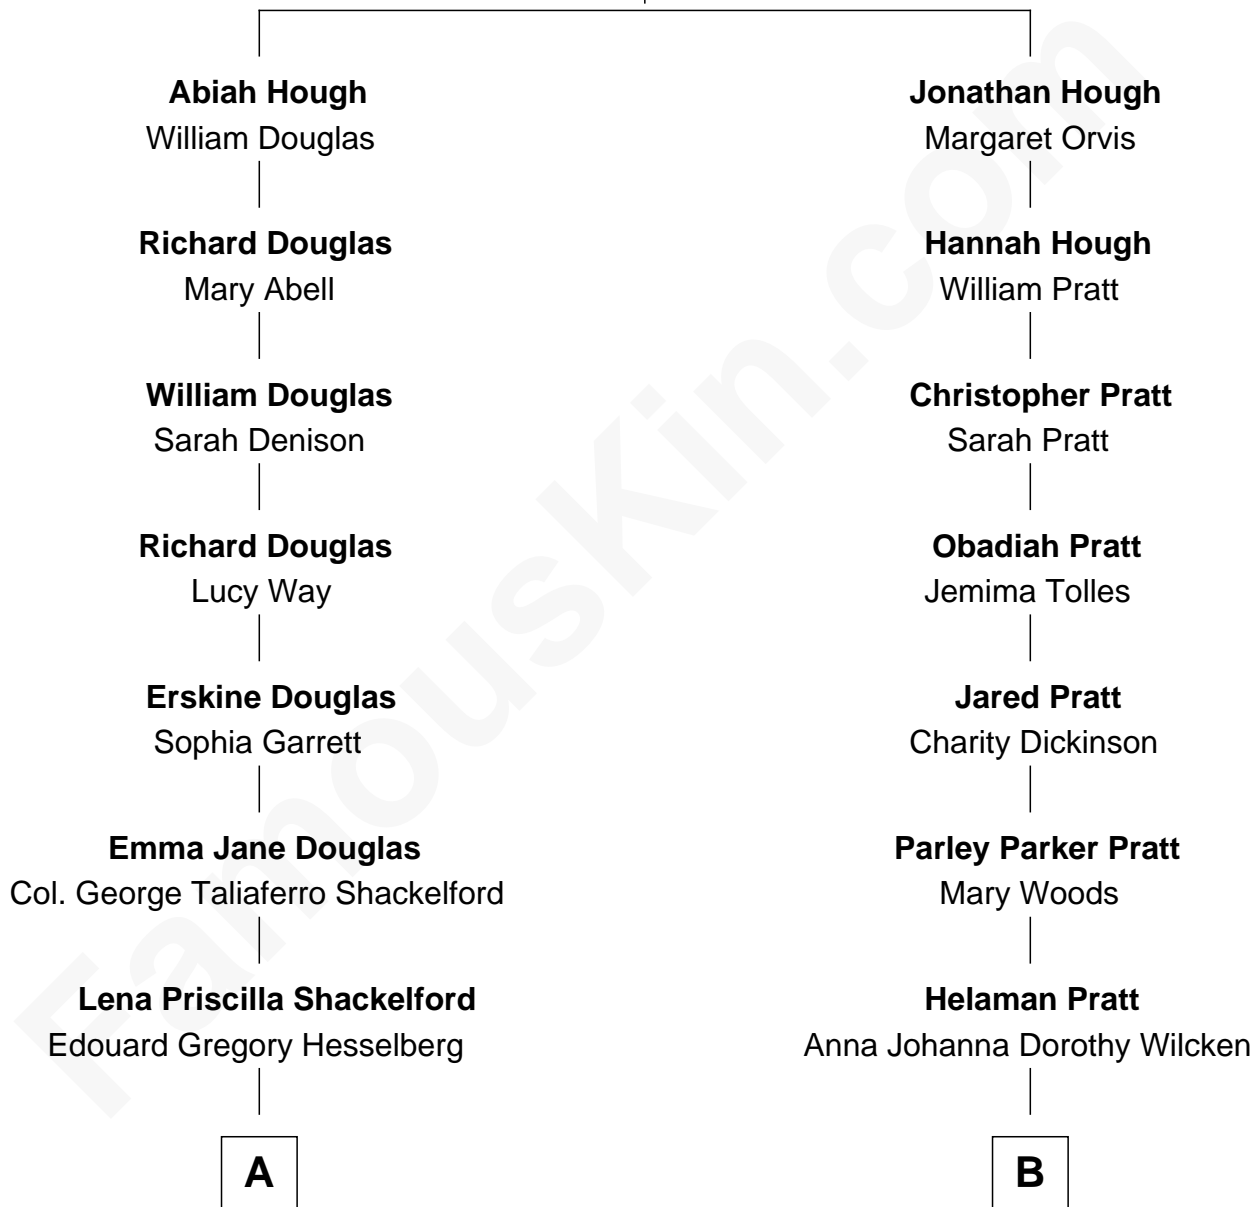 Abiah Hough
William Douglas
Jonathan Hough
Margaret Orvis
Richard Douglas
Mary Abell
Hannah Hough
William Pratt
William Douglas
Sarah Denison
Christopher Pratt
Sarah Pratt
Richard Douglas
Lucy Way
Obadiah Pratt
Jemima Tolles
Erskine Douglas
Sophia Garrett
Jared Pratt
Charity Dickinson
Emma Jane Douglas
Col. George Taliaferro Shackelford
Parley Parker Pratt
Mary Woods
Lena Priscilla Shackelford
Edouard Gregory Hesselberg
Helaman Pratt
Anna Johanna Dorothy Wilcken
A
B
FamousKin.com